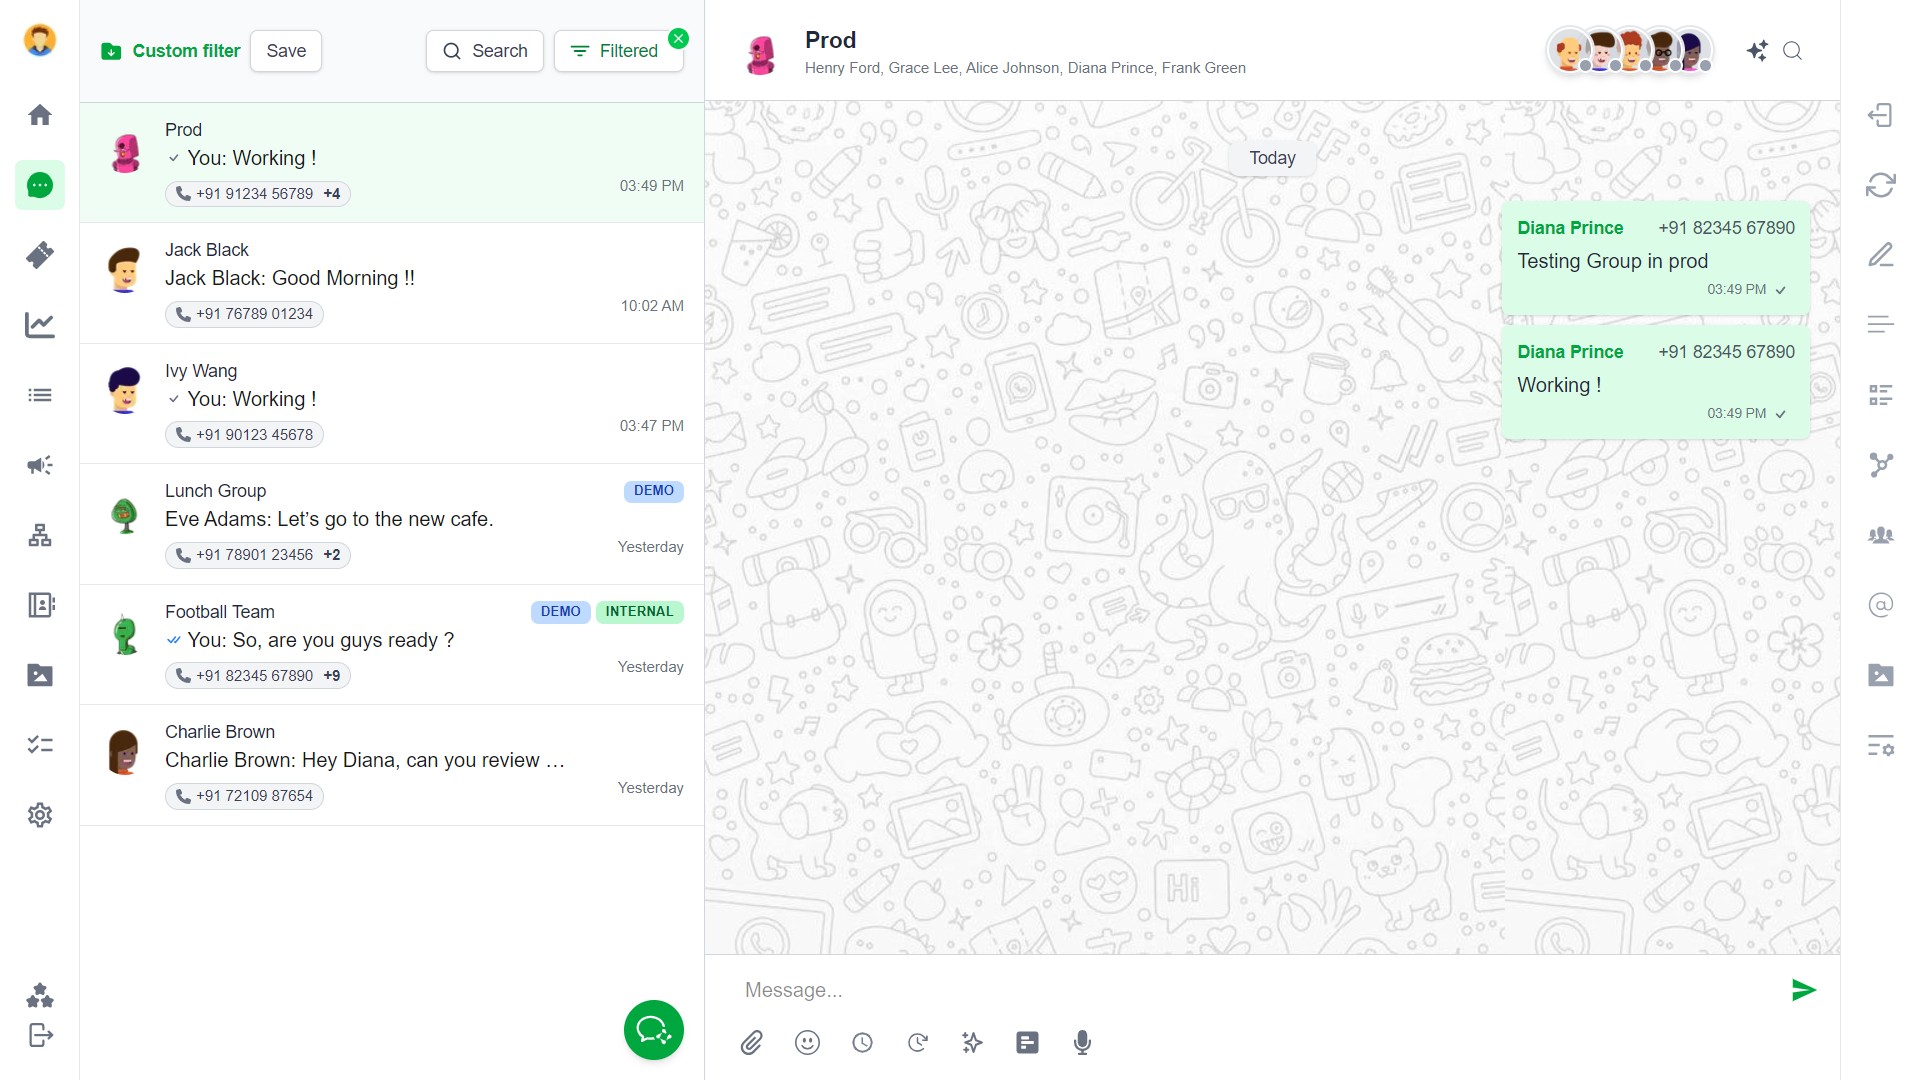 Custom filter
Save
Search
Filtered
Prod
You: Working !
+91 91234 56789 +4
03:49 PM
Jack Black
Jack Black: Good Morning !!
+91 76789 01234
10:02 AM
Ivy Wang
You: Working !
+91 90123 45678
03:47 PM
Lunch Group
DEMO
Eve Adams: Let’s go to the new cafe.
+91 78901 23456 +2
Yesterday
Football Team
DEMO INTERNAL
You: So, are you guys ready ?
+91 82345 67890 +9
Yesterday
Charlie Brown
Charlie Brown: Hey Diana, can you review …
+91 72109 87654
Yesterday
Prod
Henry Ford, Grace Lee, Alice Johnson, Diana Prince, Frank Green
Today
Diana Prince +91 82345 67890
Testing Group in prod
03:49 PM
Diana Prince +91 82345 67890
Working !
03:49 PM
Hi
Message...